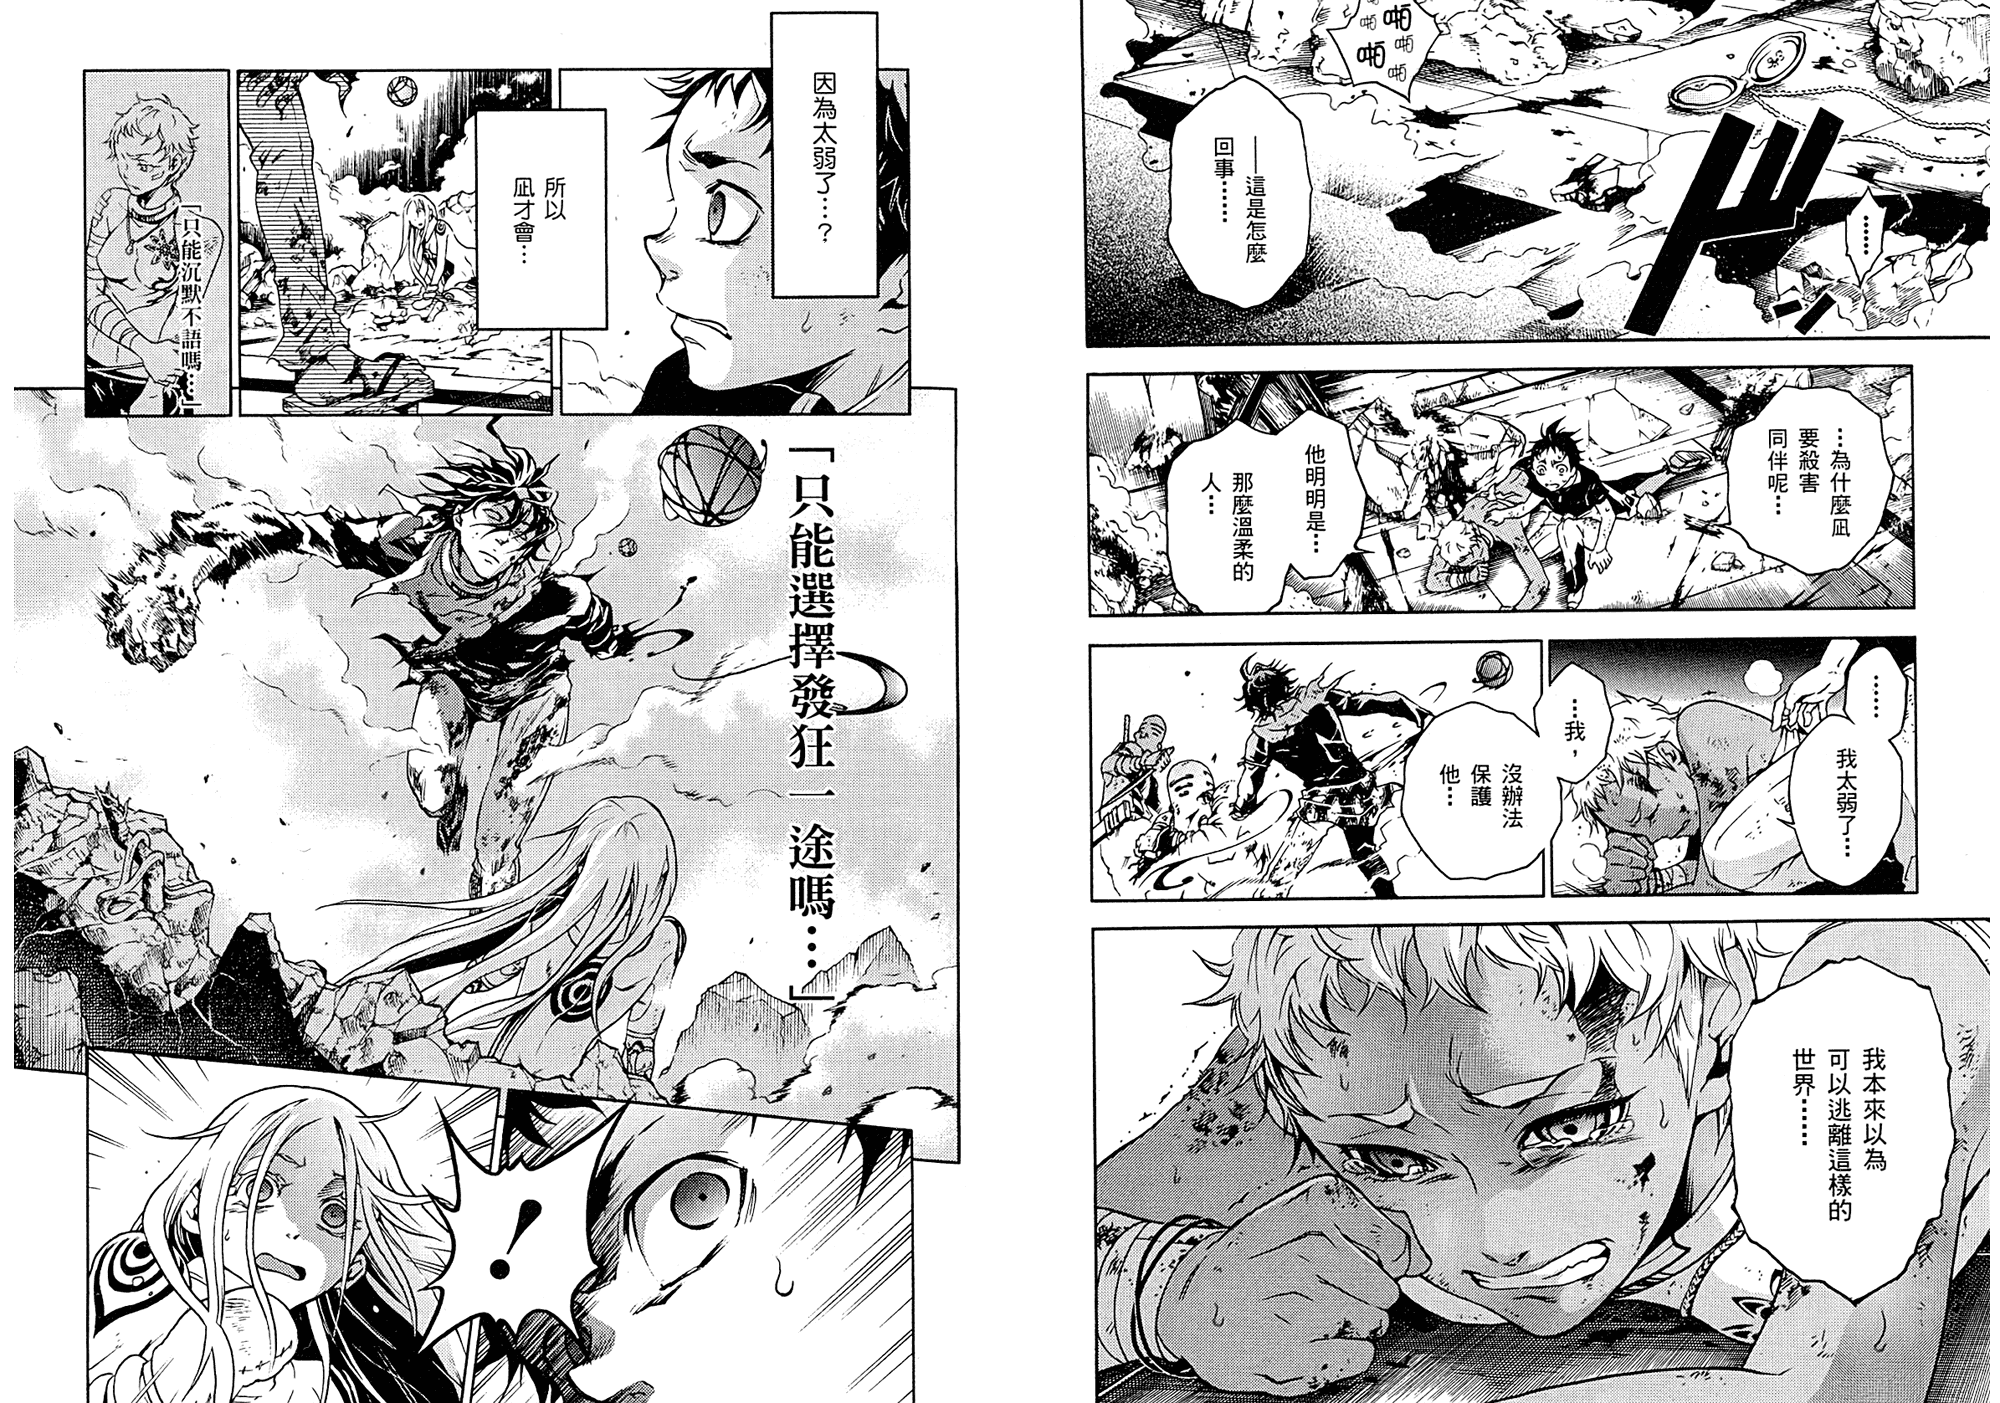 啪
啪
啪
啪
啪
啪
——這是怎麼
回事……
……
…為什麼凪
要殺害
同伴呢…
他明明是…
那麼溫柔的
人…
……
我太弱了…
…我，
沒辦法
保護
他…
我本來以為
可以逃離這樣的
世界……
因為太弱了…？
所以
凪才會…
「只能沉默不語嗎…」
「只能選擇發狂一途嗎…」
！